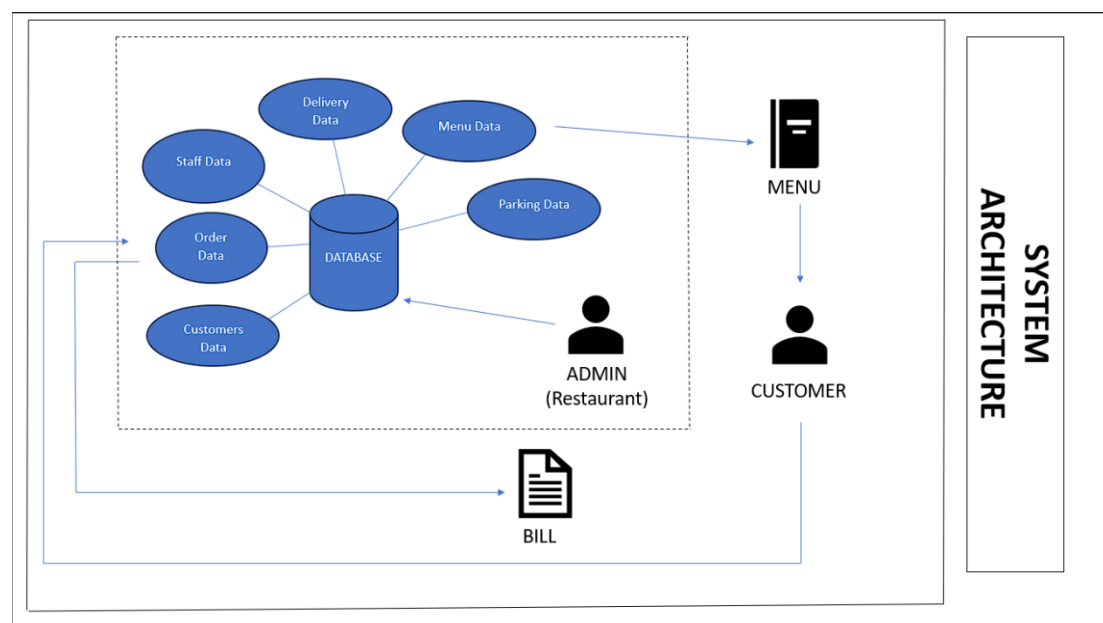 Delivery
Data
Menu Data
Staff Data
Parking Data
Order
Data
DATABASE
Customers
Data
ADMIN
(Restaurant)
MENU
CUSTOMER
BILL
SYSTEM
ARCHITECTURE